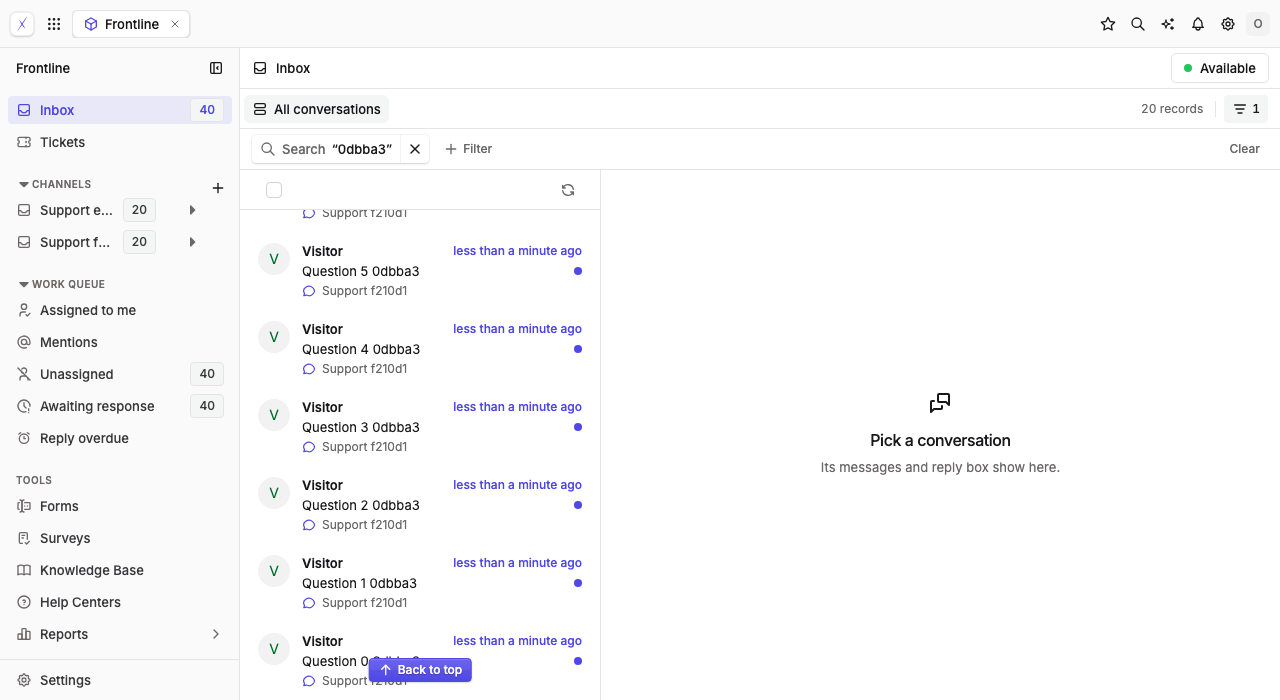 Frontline
O
Frontline
Inbox 40
Tickets
CHANNELS
Support e... 20
Support f... 20
WORK QUEUE
Assigned to me
Mentions
Unassigned 40
Awaiting response 40
Reply overdue
TOOLS
Forms
Surveys
Knowledge Base
Help Centers
Reports
Settings
Inbox
Available
All conversations
20 records
1
Search “0dbba3”
Filter
Clear
Support f210d1
V
Visitor less than a minute ago
Question 5 0dbba3
Support f210d1
V
Visitor less than a minute ago
Question 4 0dbba3
Support f210d1
V
Visitor less than a minute ago
Question 3 0dbba3
Support f210d1
V
Visitor less than a minute ago
Question 2 0dbba3
Support f210d1
V
Visitor less than a minute ago
Question 1 0dbba3
Support f210d1
V
Visitor less than a minute ago
Question 0
Support
Back to top
Pick a conversation
Its messages and reply box show here.